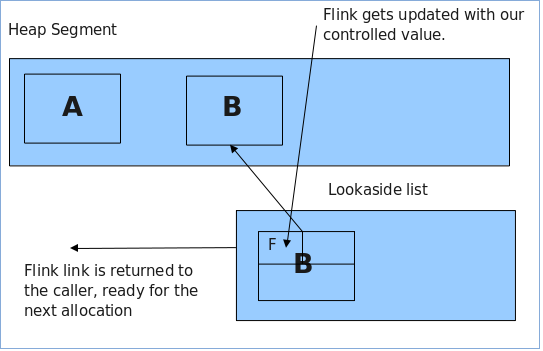 Flink gets updated with our
controlled value.
Heap Segment
A
B
Lookaside list
F
B
Flink link is returned to
the caller, ready for the
next allocation